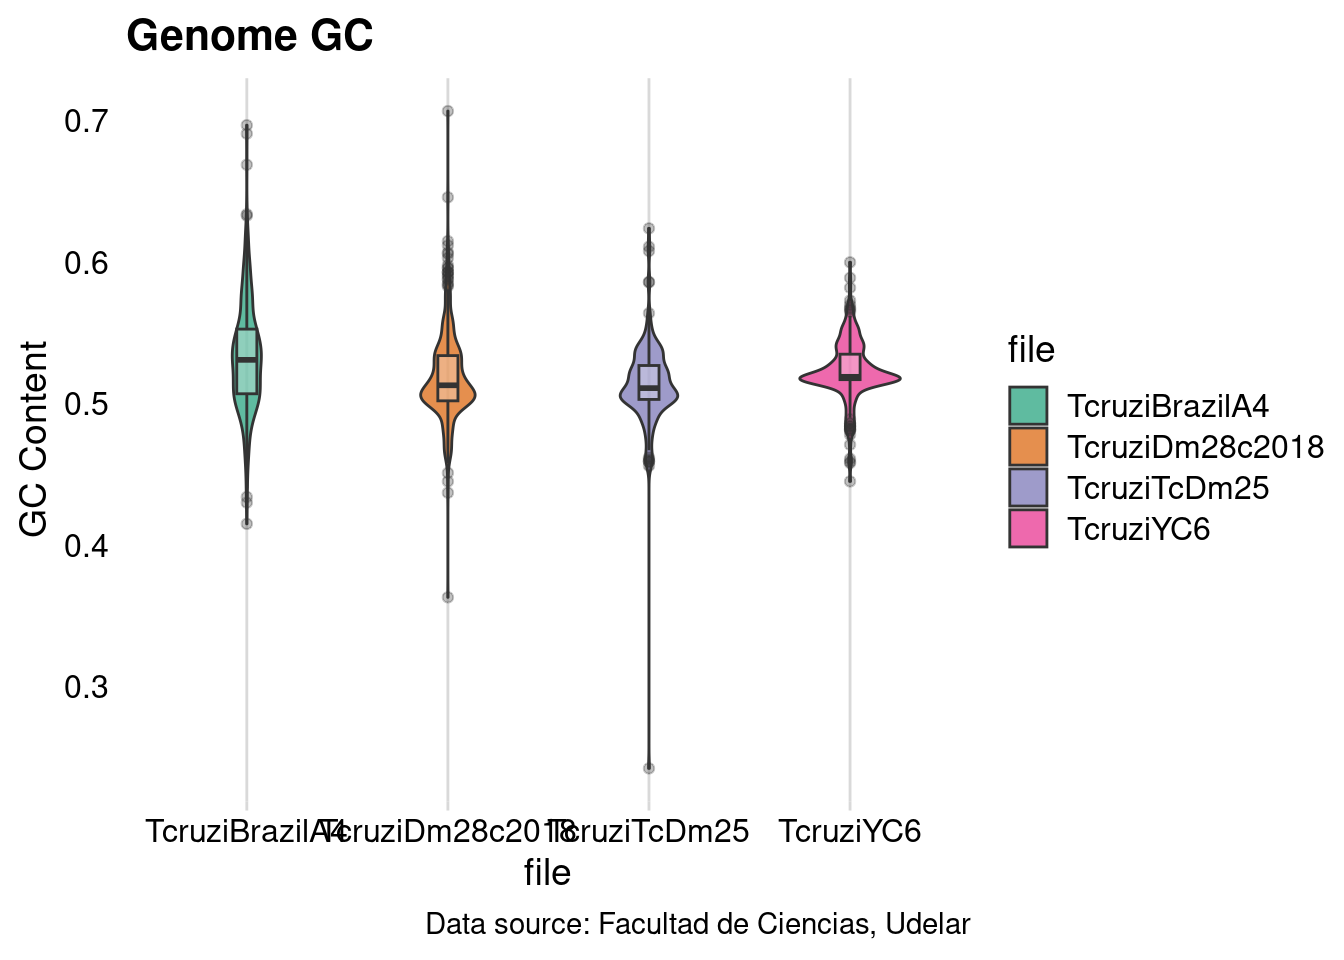 Genome GC
0.7
0.6
0.5
0.4
0.3
GC Content
TcruziBrazilA4
TcruziDm28c2018
TcruziTcDm25
TcruziYC6
file
Data source: Facultad de Ciencias, Udelar
file
TcruziBrazilA4
TcruziDm28c2018
TcruziTcDm25
TcruziYC6